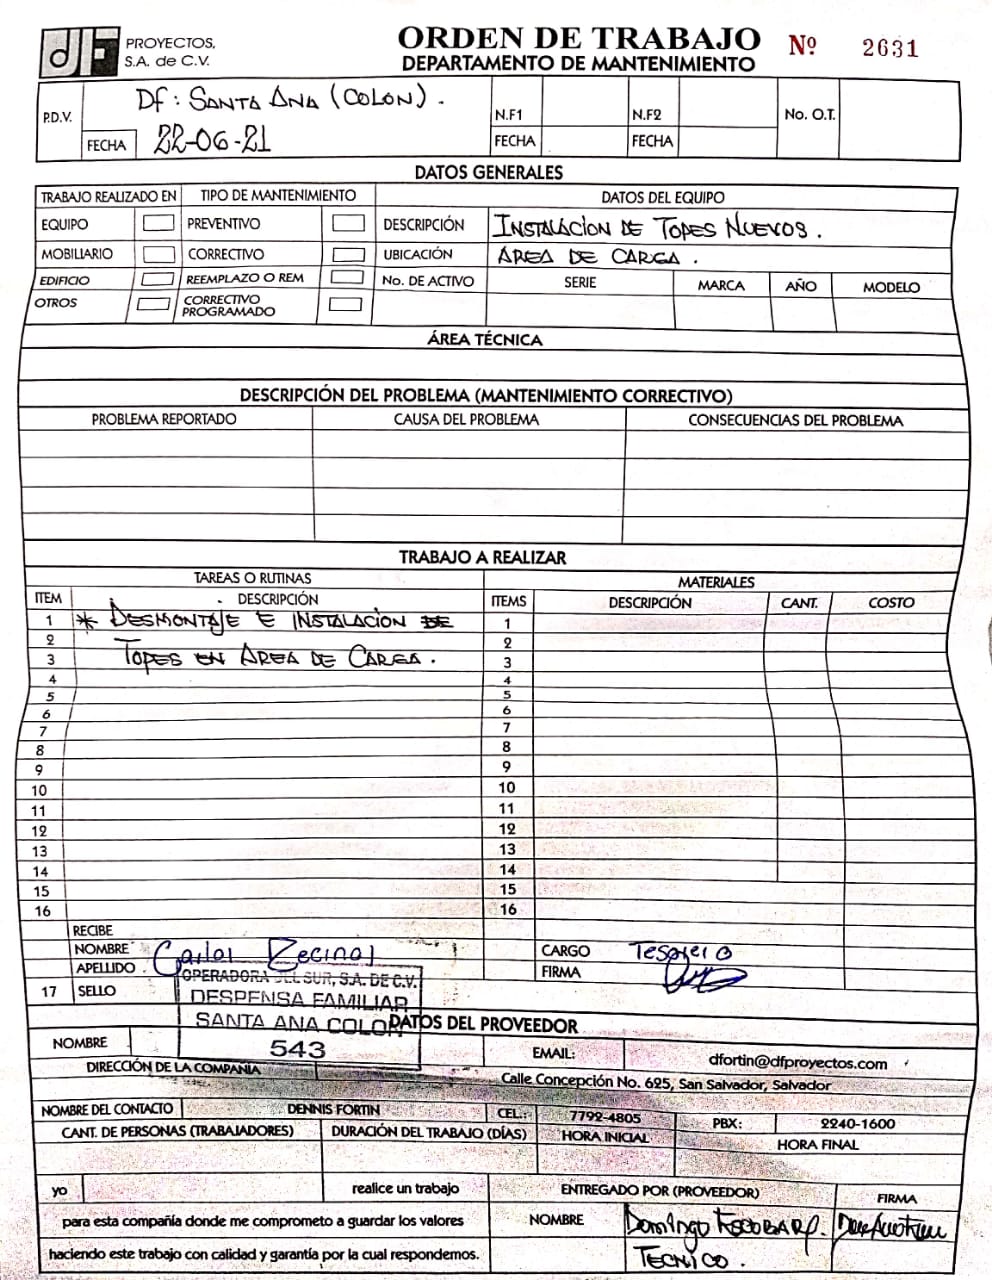 df PROYECTOS, S.A. de C.V.
ORDEN DE TRABAJO Nº 2631
DEPARTAMENTO DE MANTENIMIENTO
P.D.V. Df: SANTA ANA (COLON). N.F1 N.F2 No. O.T.
FECHA 22-06-21 FECHA FECHA
DATOS GENERALES
TRABAJO REALIZADO EN TIPO DE MANTENIMIENTO DATOS DEL EQUIPO
EQUIPO PREVENTIVO DESCRIPCIÓN INSTALACION DE TOPES NUEVOS.
MOBILIARIO CORRECTIVO UBICACIÓN AREA DE CARGA.
EDIFICIO REEMPLAZO O REM No. DE ACTIVO SERIE MARCA AÑO MODELO
OTROS CORRECTIVO PROGRAMADO
ÁREA TÉCNICA
DESCRIPCIÓN DEL PROBLEMA (MANTENIMIENTO CORRECTIVO)
PROBLEMA REPORTADO CAUSA DEL PROBLEMA CONSECUENCIAS DEL PROBLEMA
TRABAJO A REALIZAR
TAREAS O RUTINAS MATERIALES
ITEM DESCRIPCIÓN ITEMS DESCRIPCIÓN CANT. COSTO
1 * DESMONTAJE E INSTALACION DE 1
2 2
3 TOPES EN AREA DE CARGA. 3
4 4
5 5
6 6
7 7
8 8
9 9
10 10
11 11
12 12
13 13
14 14
15 15
16 16
RECIBE
NOMBRE Carlos Recinos CARGO Tesorero
APELLIDO FIRMA
17 SELLO
OPERADORA DEL SUR, S.A. DE C.V.
DESPENSA FAMILIAR
SANTA ANA COLON
543
DATOS DEL PROVEEDOR
NOMBRE EMAIL: dfortin@dfproyectos.com
DIRECCIÓN DE LA COMPAÑIA Calle Concepción No. 625, San Salvador, Salvador
NOMBRE DEL CONTACTO DENNIS FORTIN CEL.: 7792-4805 PBX: 2240-1600
CANT. DE PERSONAS (TRABAJADORES) DURACIÓN DEL TRABAJO (DÍAS) HORA INICIAL HORA FINAL
yo realice un trabajo ENTREGADO POR (PROVEEDOR) FIRMA
para esta compañía donde me comprometo a guardar los valores NOMBRE Domingo Escobar P.
haciendo este trabajo con calidad y garantía por la cual respondemos. TECNICO.